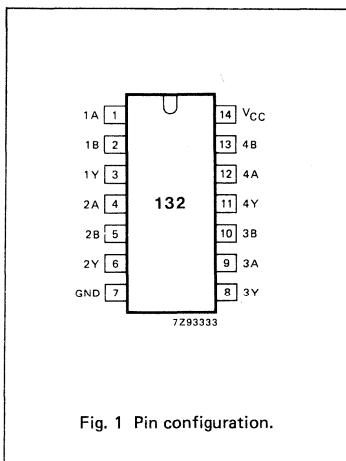 1A 1 14 VCC
1B 2 13 4B
1Y 3 12 4A
2A 4 132 11 4Y
2B 5 10 3B
2Y 6 9 3A
GND 7 8 3Y
7Z93333
Fig. 1 Pin configuration.